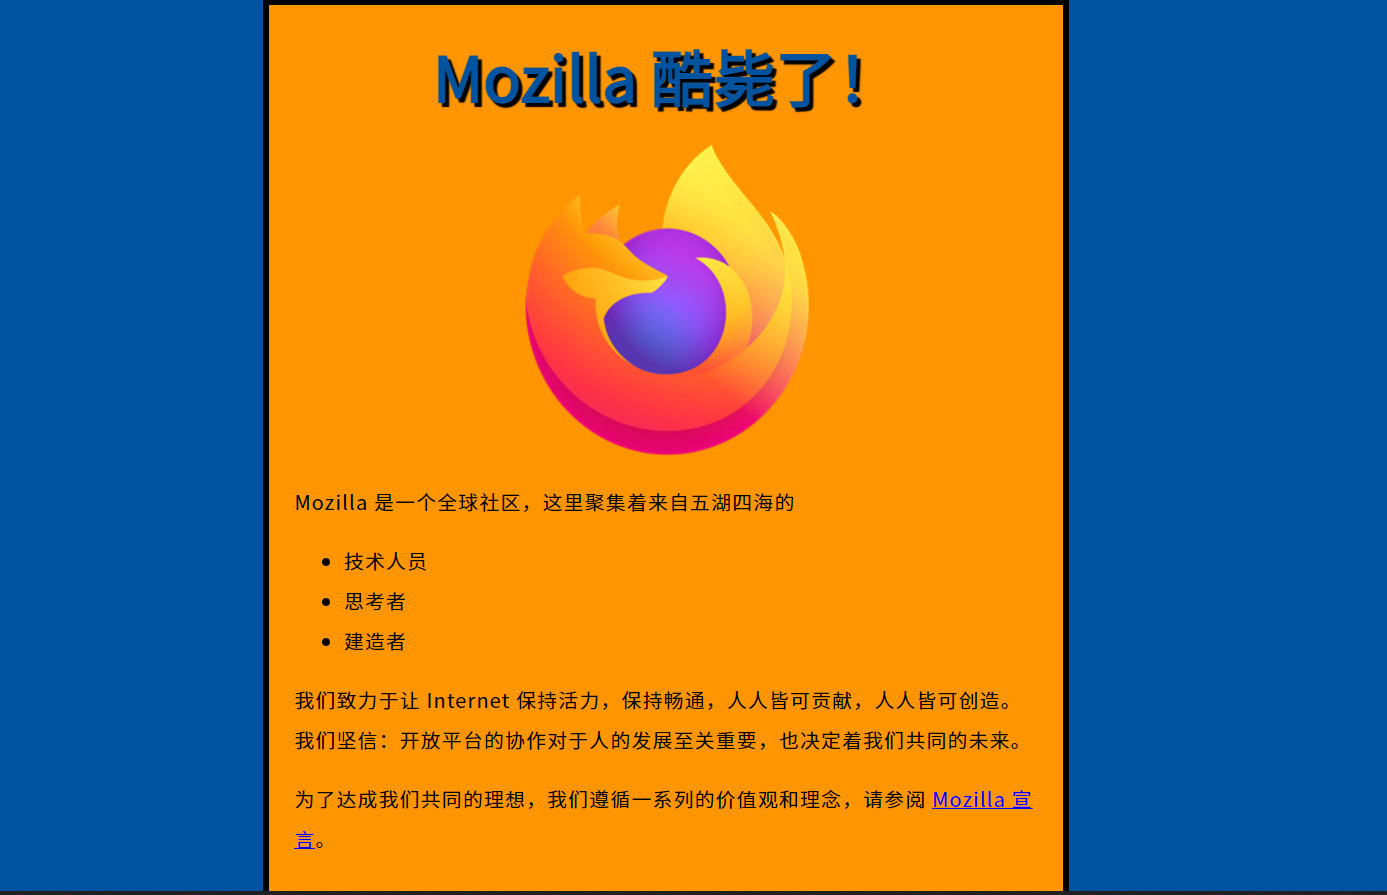 Mozilla 酷毙了！
Mozilla 是一个全球社区，这里聚集着来自五湖四海的
技术人员
思考者
建造者
我们致力于让 Internet 保持活力，保持畅通，人人皆可贡献，人人皆可创造。
我们坚信：开放平台的协作对于人的发展至关重要，也决定着我们共同的未来。
为了达成我们共同的理想，我们遵循一系列的价值观和理念，请参阅 Mozilla 宣
言。